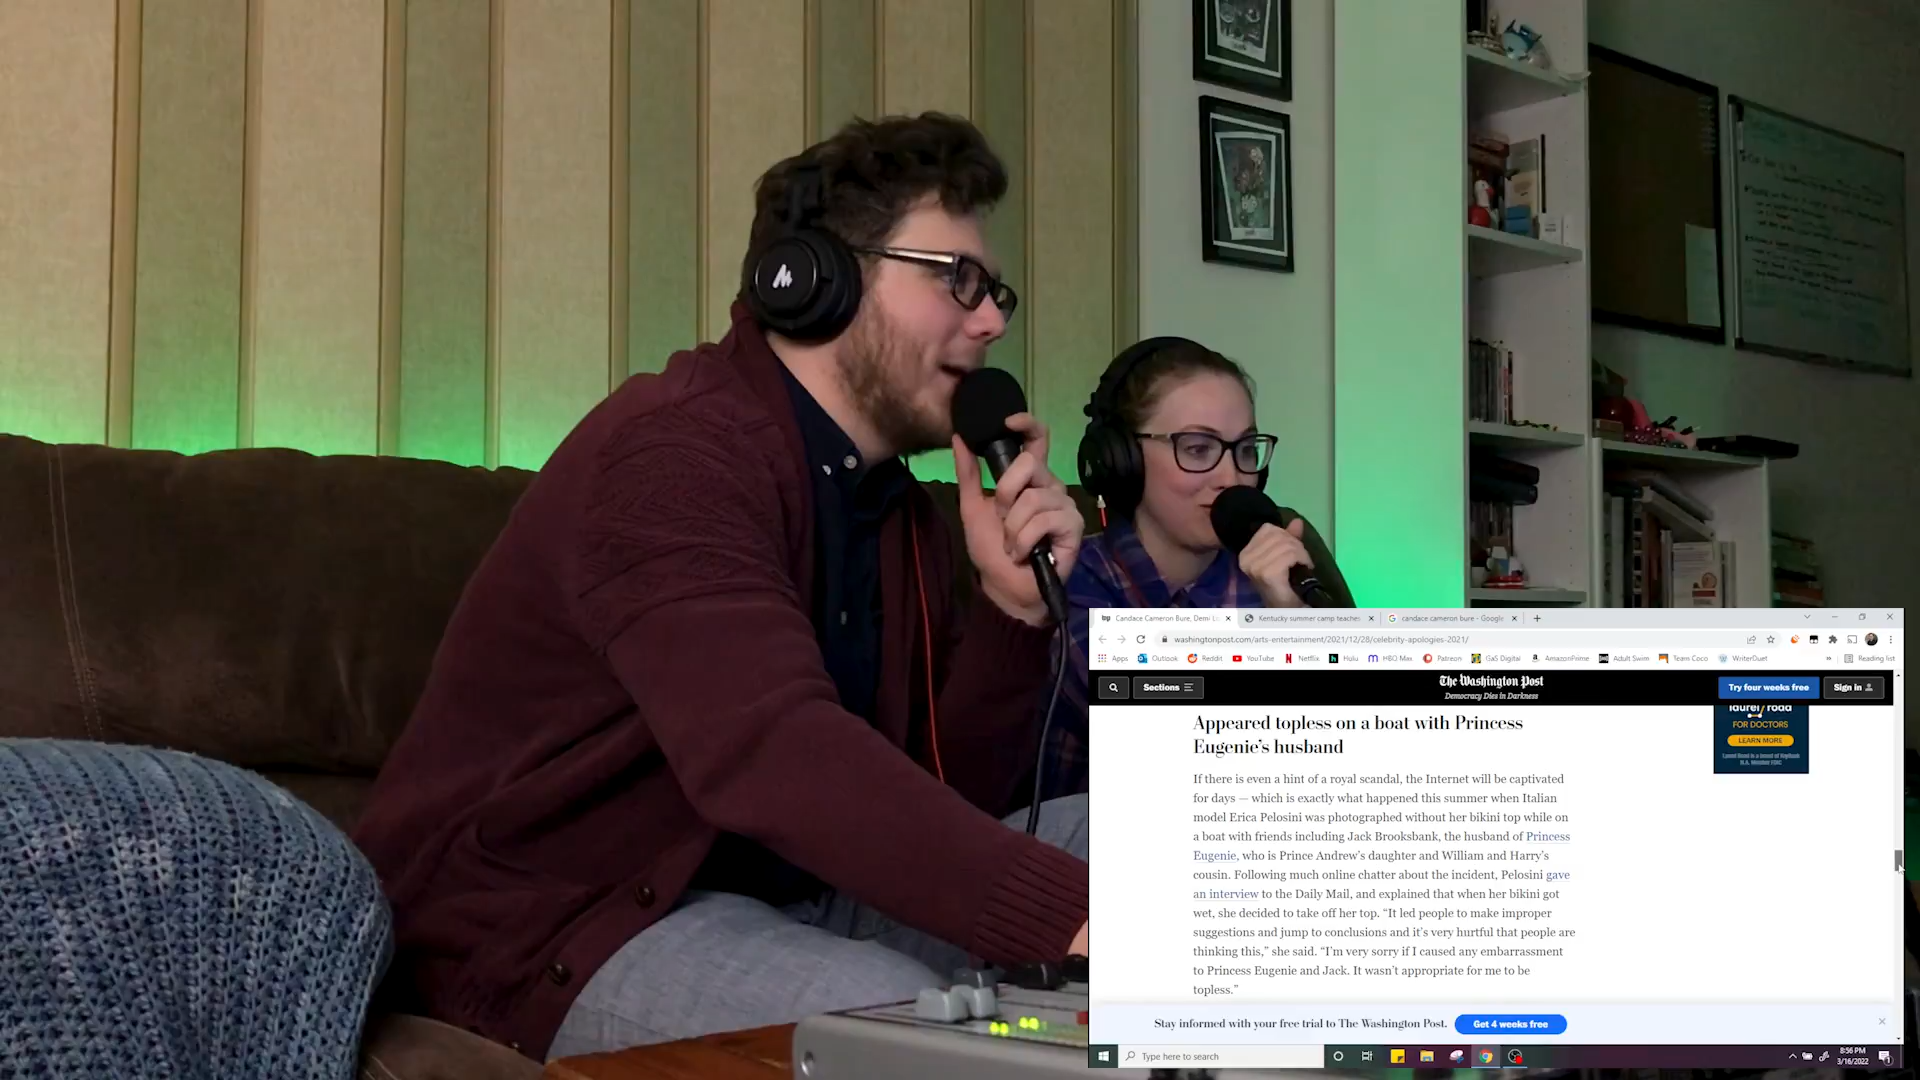 Candace Cameron Bure, Demi L
Kentucky summer camp teaches
candace cameron bure - Google
washingtonpost.com/arts-entertainment/2021/12/28/celebrity-apologies-2021/
Apps
Outlook
Reddit
YouTube
Netflix
Hulu
HBO Max
Patreon
GaS Digital
AmazonPrime
Adult Swim
Team Coco
WriterDuet
Reading list
Sections
The Washington Post
Democracy Dies in Darkness
Try four weeks free
Sign in
Appeared topless on a boat with Princess
Eugenie's husband
laurel road
FOR DOCTORS
LEARN MORE
If there is even a hint of a royal scandal, the Internet will be captivated
for days — which is exactly what happened this summer when Italian
model Erica Pelosini was photographed without her bikini top while on
a boat with friends including Jack Brooksbank, the husband of Princess
Eugenie, who is Prince Andrew's daughter and William and Harry's
cousin. Following much online chatter about the incident, Pelosini gave
an interview to the Daily Mail, and explained that when her bikini got
wet, she decided to take off her top. “It led people to make improper
suggestions and jump to conclusions and it's very hurtful that people are
thinking this,” she said. “I'm very sorry if I caused any embarrassment
to Princess Eugenie and Jack. It wasn't appropriate for me to be
topless.”
Stay informed with your free trial to The Washington Post.
Get 4 weeks free
Type here to search
8:56 PM
3/16/2022